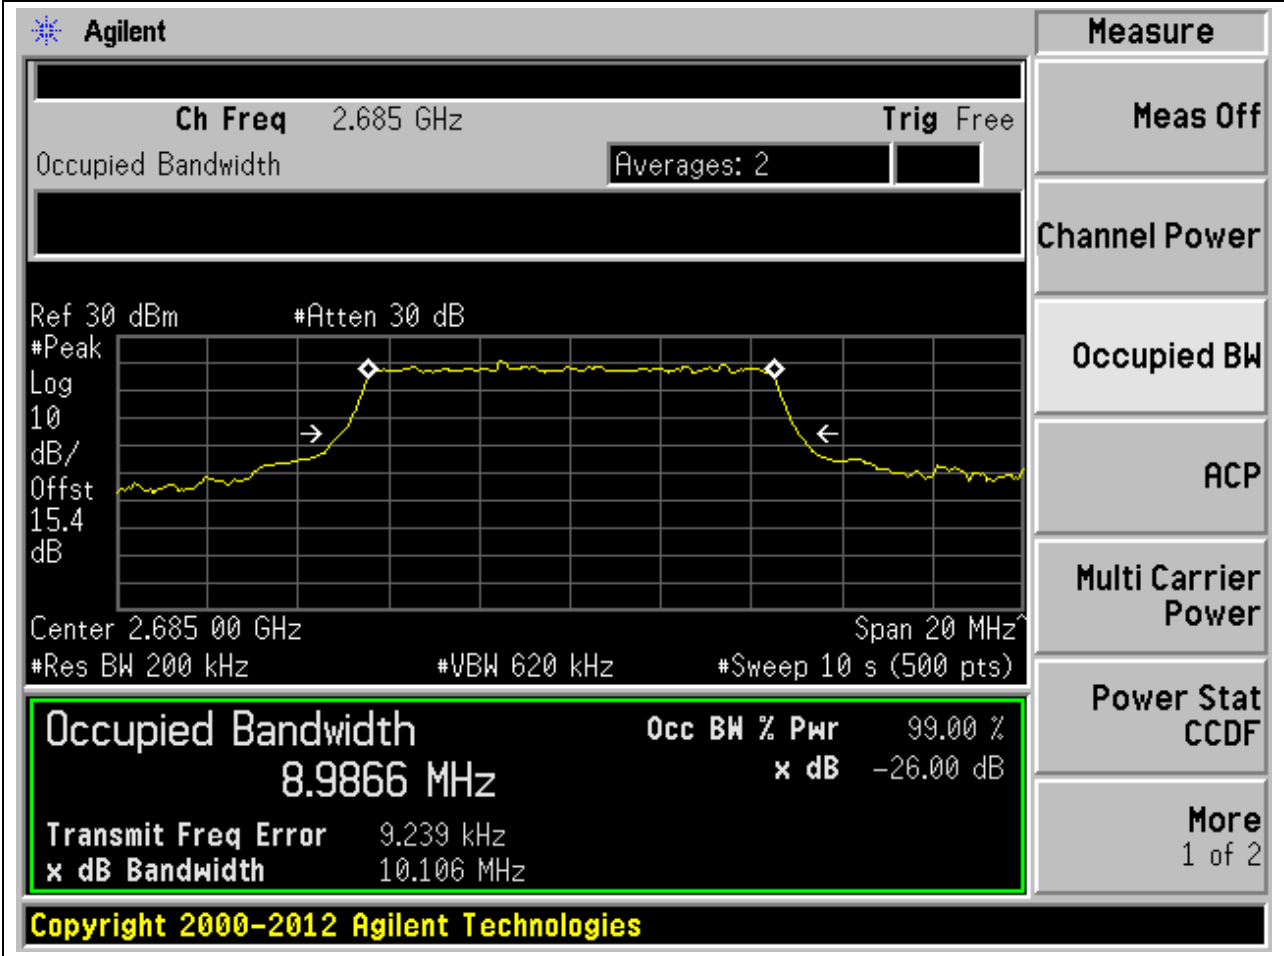 Agilent
Measure
Ch Freq 2.685 GHz Trig Free
Meas Off
Occupied Bandwidth Averages: 2
Channel Power
Ref 30 dBm #Atten 30 dB
#Peak
Log
10
dB/
Offst
15.4
dB
Occupied BW
ACP
Center 2.685 00 GHz Span 20 MHz^
#Res BW 200 kHz #VBW 620 kHz #Sweep 10 s (500 pts)
Multi Carrier
Power
Occupied Bandwidth Occ BW % Pwr 99.00 %
8.9866 MHz x dB -26.00 dB
Power Stat
CCDF
Transmit Freq Error 9.239 kHz
x dB Bandwidth 10.106 MHz
More
1 of 2
Copyright 2000-2012 Agilent Technologies